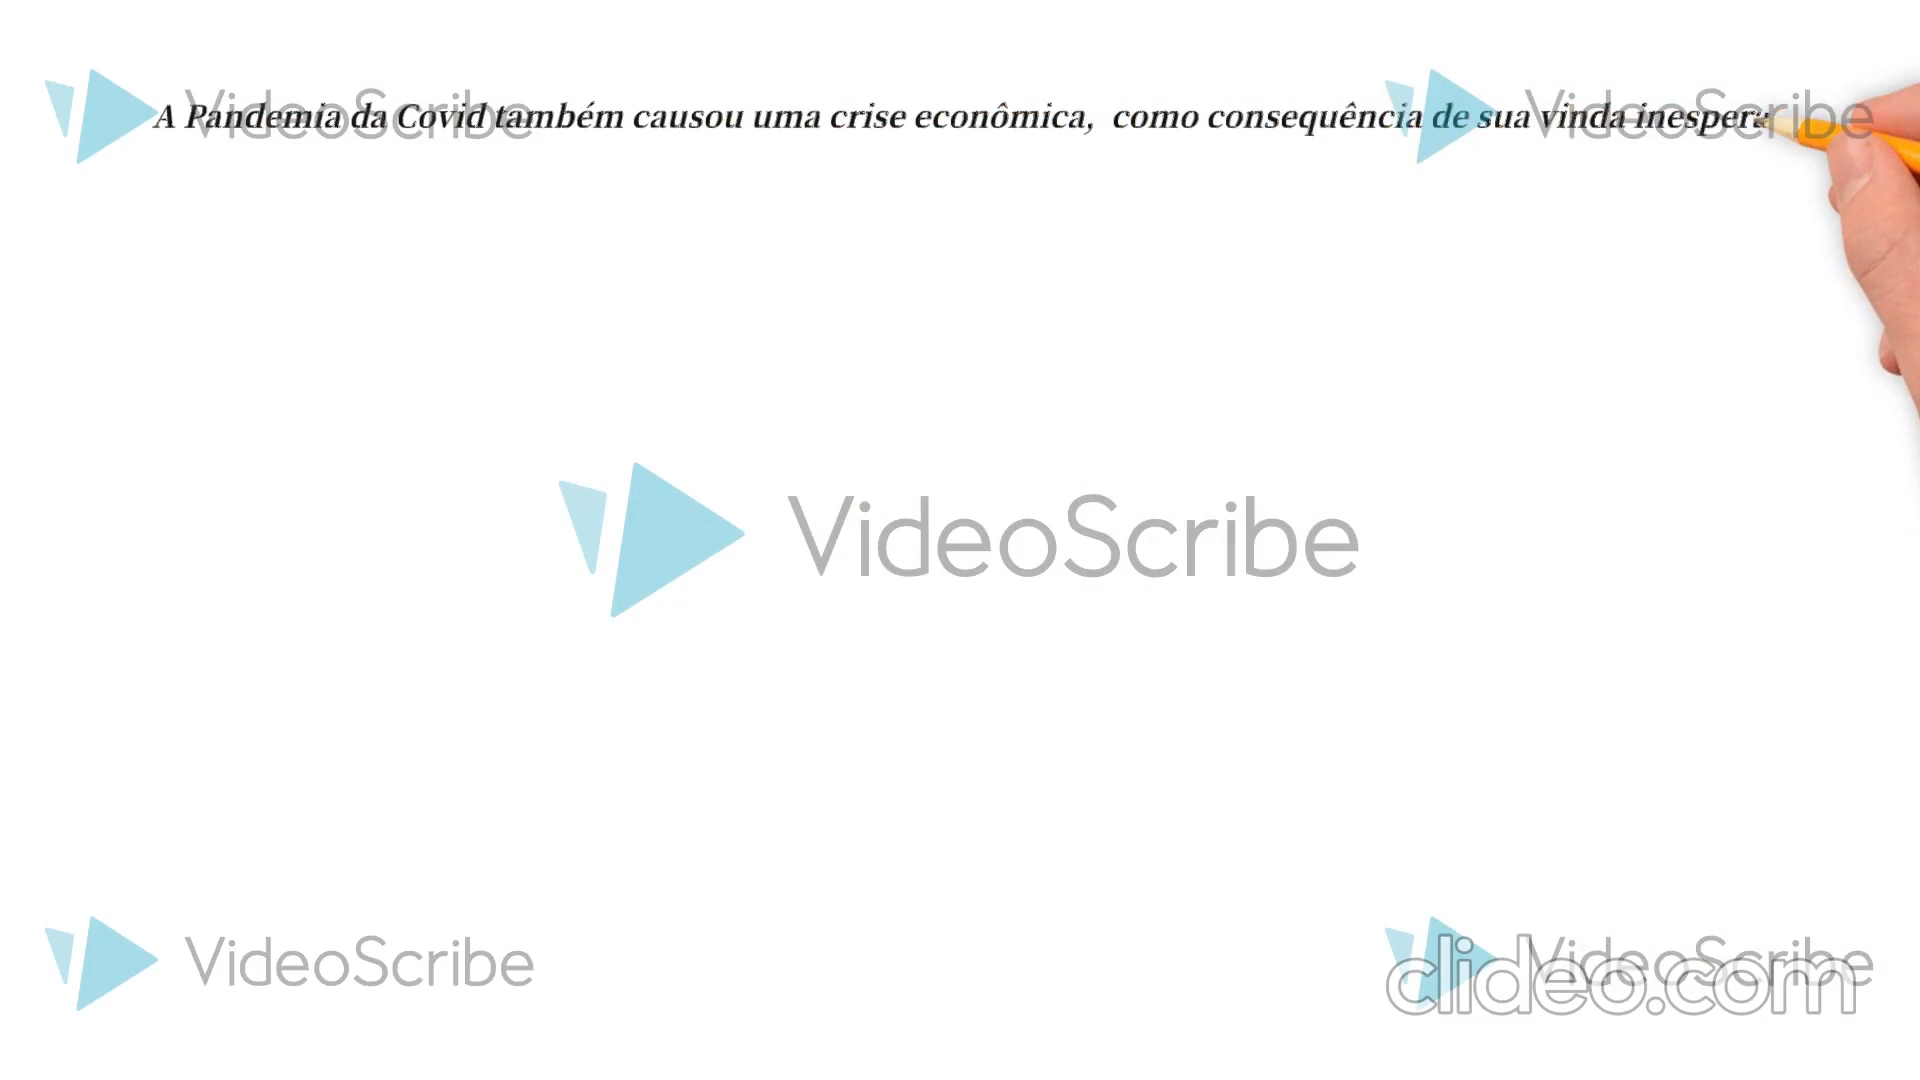 A Pandemia da Covid também causou uma crise econômica, como consequência de sua vinda inespera
VideoScribe
VideoScribe
VideoScribe
VideoScribe
VideoScribe
clideo.com